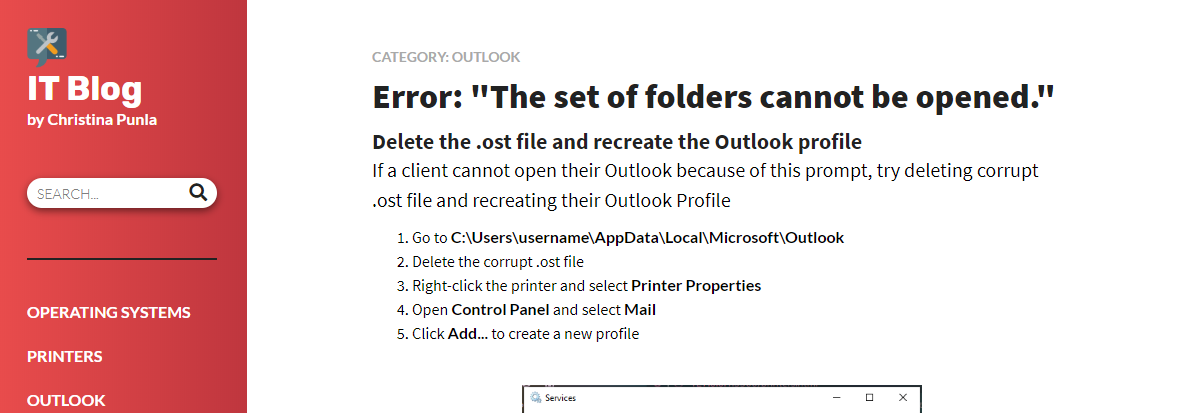 IT Blog
by Christina Punla
SEARCH...
OPERATING SYSTEMS
PRINTERS
OUTLOOK
CATEGORY: OUTLOOK
Error: "The set of folders cannot be opened."
Delete the .ost file and recreate the Outlook profile
If a client cannot open their Outlook because of this prompt, try deleting corrupt
.ost file and recreating their Outlook Profile
1. Go to C:\Users\username\AppData\Local\Microsoft\Outlook
2. Delete the corrupt .ost file
3. Right-click the printer and select Printer Properties
4. Open Control Panel and select Mail
5. Click Add... to create a new profile
Services